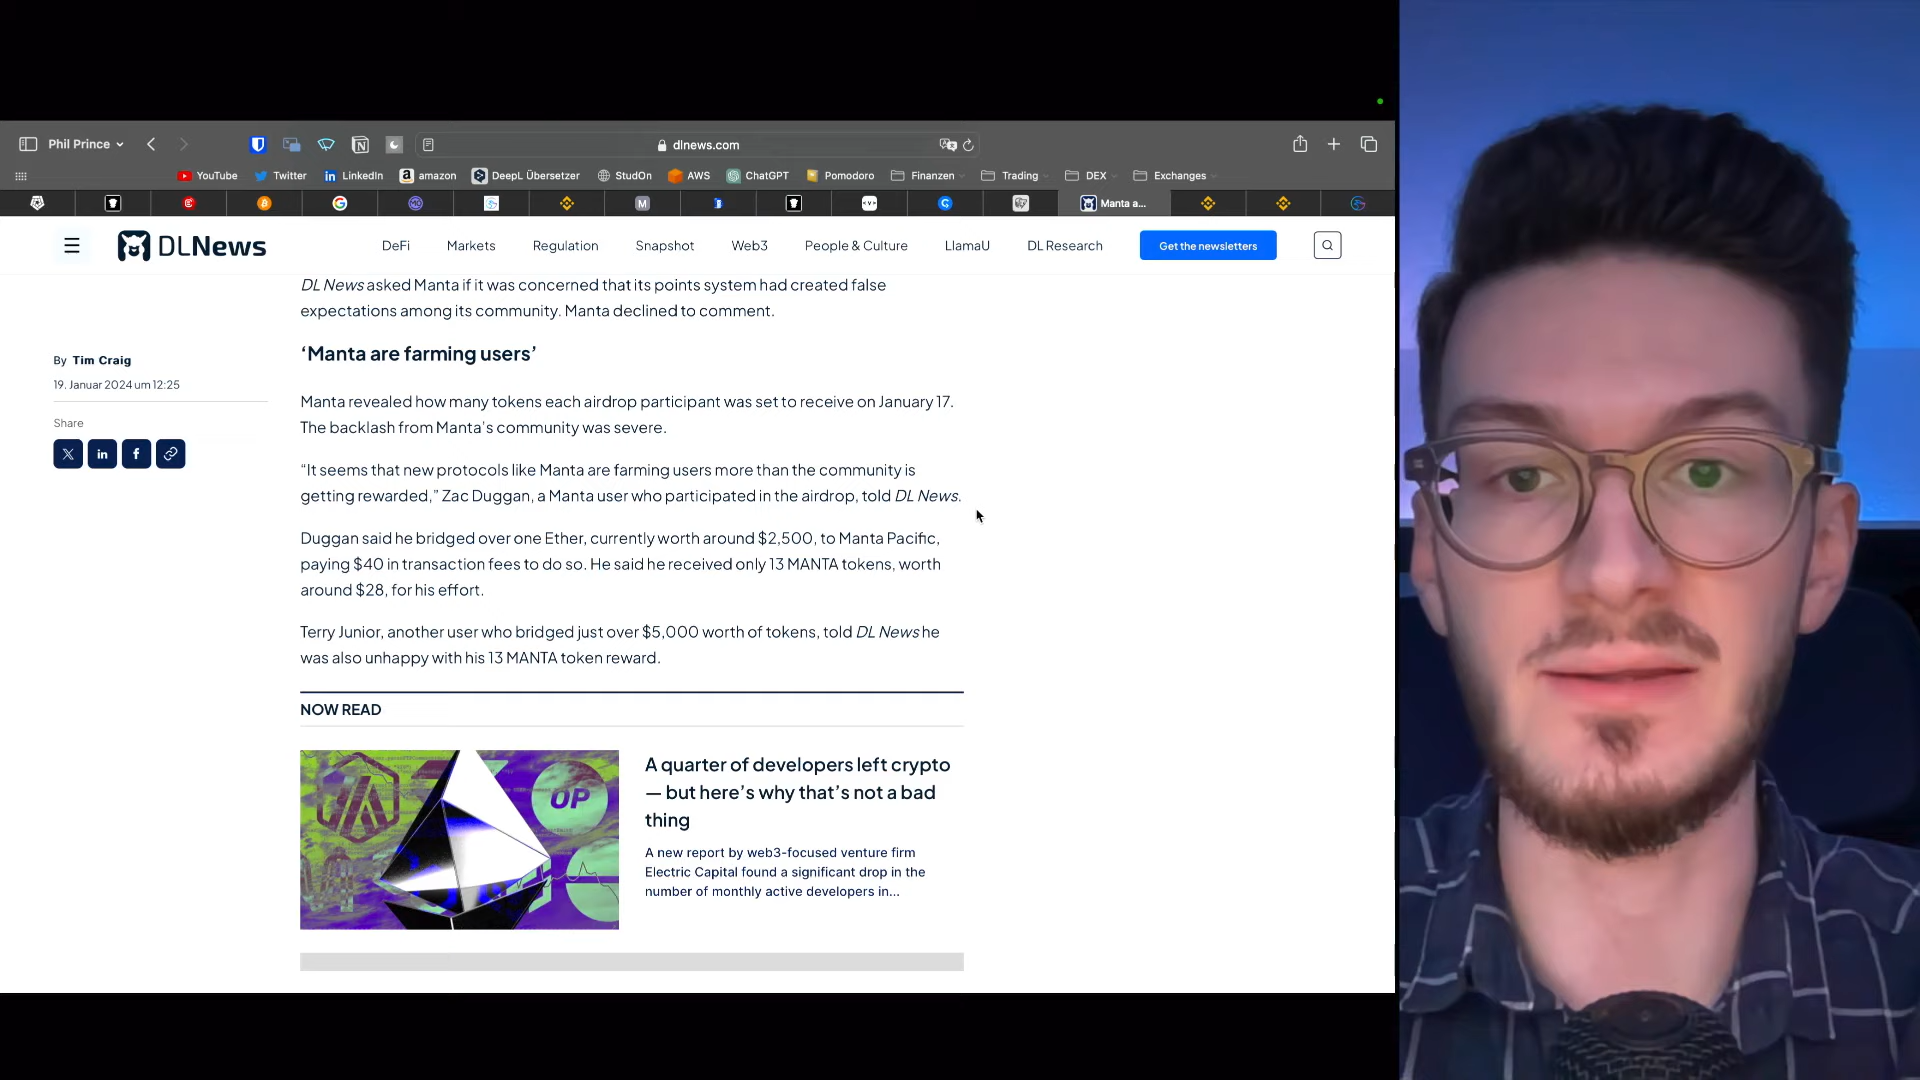 Phil Prince
dlnews.com
YouTube Twitter LinkedIn amazon DeepL Übersetzer StudOn AWS ChatGPT Pomodoro Finanzen Trading DEX Exchanges
Manta a...
DLNews
DeFi Markets Regulation Snapshot Web3 People & Culture LlamaU DL Research Get the newsletters
DL News asked Manta if it was concerned that its points system had created false
expectations among its community. Manta declined to comment.
By Tim Craig
19. Januar 2024 um 12:25
Share
‘Manta are farming users’
Manta revealed how many tokens each airdrop participant was set to receive on January 17.
The backlash from Manta’s community was severe.
“It seems that new protocols like Manta are farming users more than the community is
getting rewarded,” Zac Duggan, a Manta user who participated in the airdrop, told DL News.
Duggan said he bridged over one Ether, currently worth around $2,500, to Manta Pacific,
paying $40 in transaction fees to do so. He said he received only 13 MANTA tokens, worth
around $28, for his effort.
Terry Junior, another user who bridged just over $5,000 worth of tokens, told DL News he
was also unhappy with his 13 MANTA token reward.
NOW READ
OP
A quarter of developers left crypto
— but here’s why that’s not a bad
thing
A new report by web3-focused venture firm
Electric Capital found a significant drop in the
number of monthly active developers in...